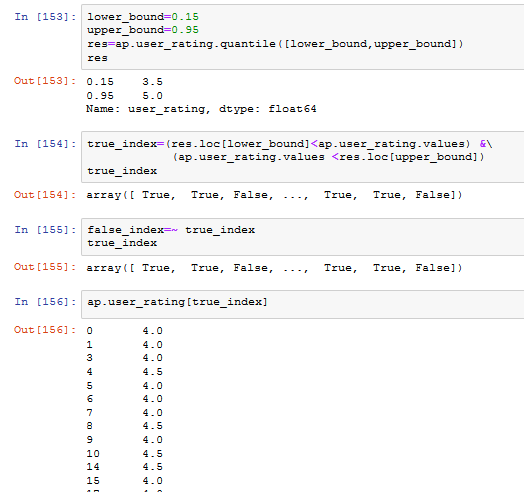 In [153]: lower_bound=0.15
upper_bound=0.95
res=ap.user_rating.quantile([lower_bound,upper_bound])
res
Out[153]: 0.15    3.5
0.95    5.0
Name: user_rating, dtype: float64
In [154]: true_index=(res.loc[lower_bound]<ap.user_rating.values) &\
(ap.user_rating.values <res.loc[upper_bound])
true_index
Out[154]: array([ True,  True, False, ...,  True,  True, False])
In [155]: false_index=~ true_index
true_index
Out[155]: array([ True,  True, False, ...,  True,  True, False])
In [156]: ap.user_rating[true_index]
Out[156]: 0       4.0
1       4.0
3       4.0
4       4.5
5       4.0
6       4.0
7       4.0
8       4.5
9       4.0
10      4.5
14      4.5
15      4.0